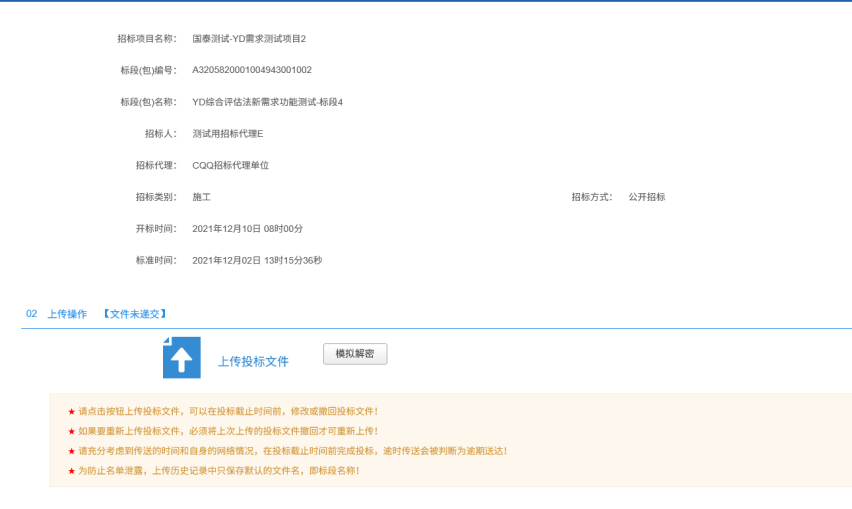 招标项目名称： 国泰测试-YD需求测试项目2
标段(包)编号： A3205820001004943001002
标段(包)名称： YD综合评估法新需求功能测试-标段4
招标人： 测试用招标代理E
招标代理： CQQ招标代理单位
招标类别： 施工 招标方式： 公开招标
开标时间： 2021年12月10日 08时00分
标准时间： 2021年12月02日 13时15分36秒
02 上传操作 【文件未递交】
上传投标文件 模拟解密
★ 请点击按钮上传投标文件，可以在投标截止时间前，修改或撤回投标文件！
★ 如果要重新上传投标文件，必须将上次上传的投标文件撤回才可重新上传！
★ 请充分考虑到传送的时间和自身的网络情况，在投标截止时间前完成投标，逾时传送会被判断为逾期送达！
★ 为防止名单泄露，上传历史记录中只保存默认的文件名，即标段名称！